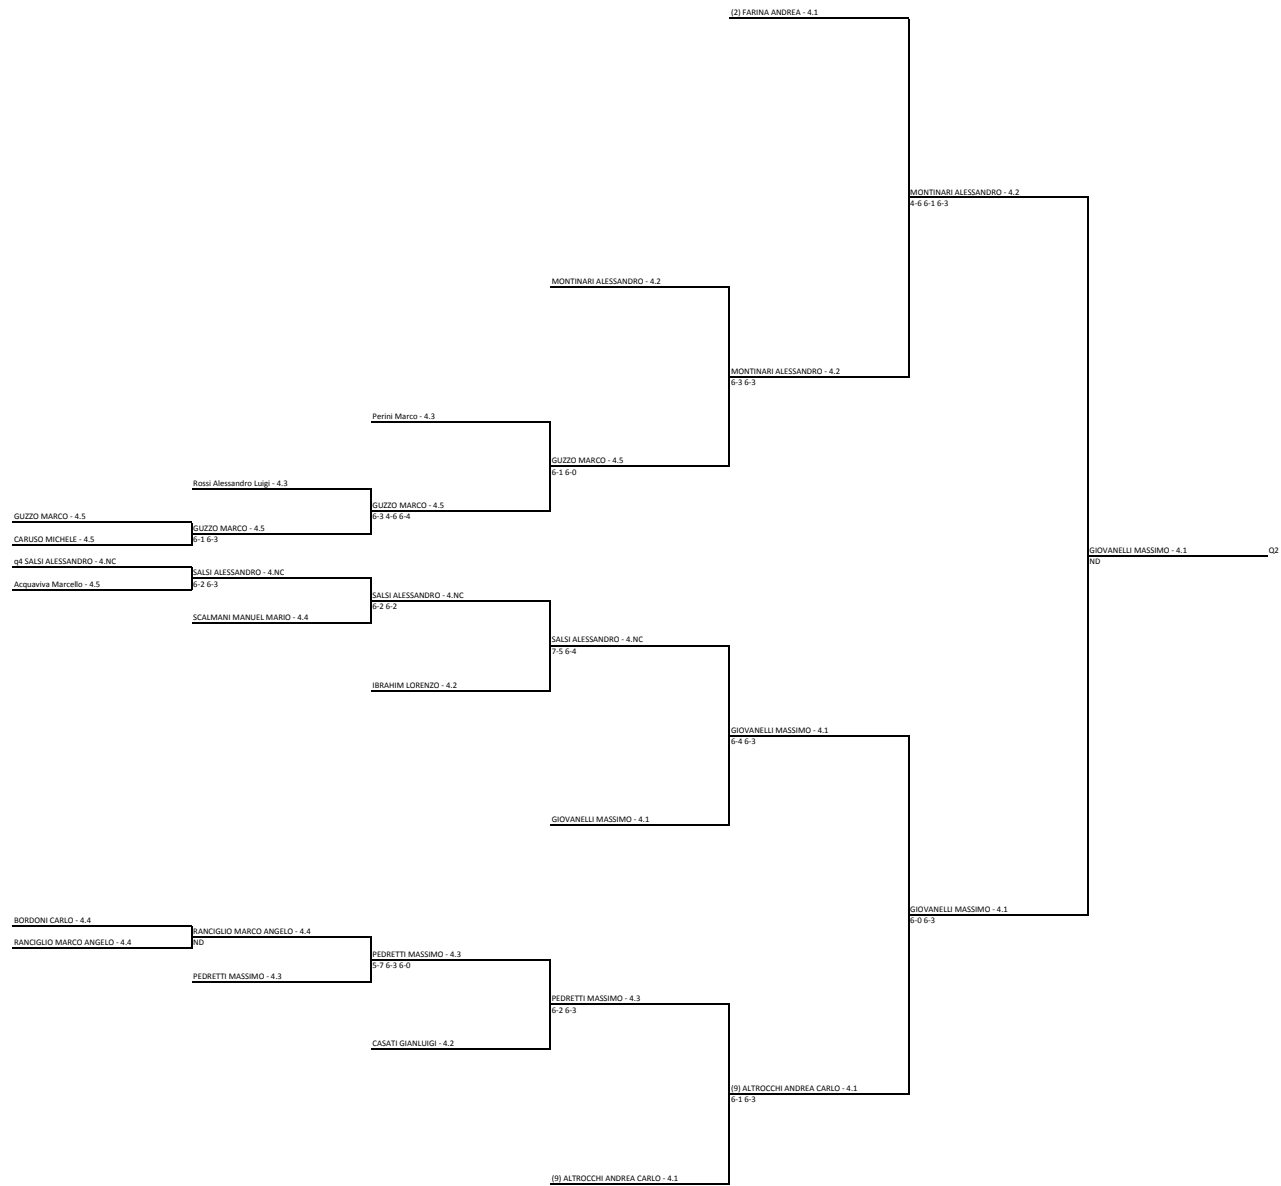 (2) FARINA ANDREA - 4.1
MONTINARI ALESSANDRO - 4.2
4-6 6-1 6-3
MONTINARI ALESSANDRO - 4.2
MONTINARI ALESSANDRO - 4.2
6-3 6-3
Perini Marco - 4.3
GUZZO MARCO - 4.5
6-1 6-0
Rossi Alessandro Luigi - 4.3
GUZZO MARCO - 4.5
6-3 4-6 6-4
GUZZO MARCO - 4.5
GUZZO MARCO - 4.5
6-1 6-3
CARUSO MICHELE - 4.5
GIOVANELLI MASSIMO - 4.1
ND
Q2
q4 SALSI ALESSANDRO - 4.NC
SALSI ALESSANDRO - 4.NC
6-2 6-3
Acquaviva Marcello - 4.5
SALSI ALESSANDRO - 4.NC
6-2 6-2
SCALMANI MANUEL MARIO - 4.4
SALSI ALESSANDRO - 4.NC
7-5 6-4
IBRAHIM LORENZO - 4.2
GIOVANELLI MASSIMO - 4.1
6-4 6-3
GIOVANELLI MASSIMO - 4.1
GIOVANELLI MASSIMO - 4.1
6-0 6-3
BORDONI CARLO - 4.4
RANCIGLIO MARCO ANGELO - 4.4
ND
RANCIGLIO MARCO ANGELO - 4.4
PEDRETTI MASSIMO - 4.3
5-7 6-3 6-0
PEDRETTI MASSIMO - 4.3
PEDRETTI MASSIMO - 4.3
6-2 6-3
CASATI GIANLUIGI - 4.2
(9) ALTROCCHI ANDREA CARLO - 4.1
6-1 6-3
(9) ALTROCCHI ANDREA CARLO - 4.1